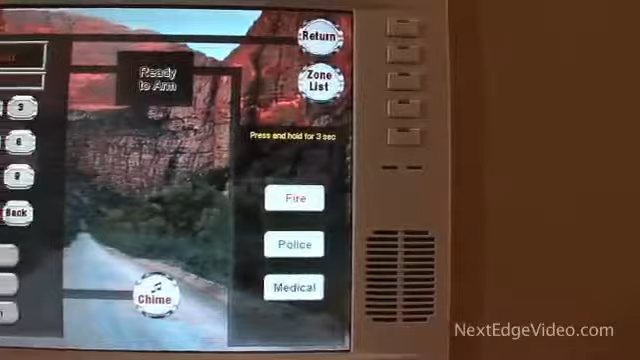 Return
Ready
to Arm
Zone
List
3
Press and hold for 3 sec
6
9
Fire
Back
Police
Medical
Chime
NextEdgeVideo.com